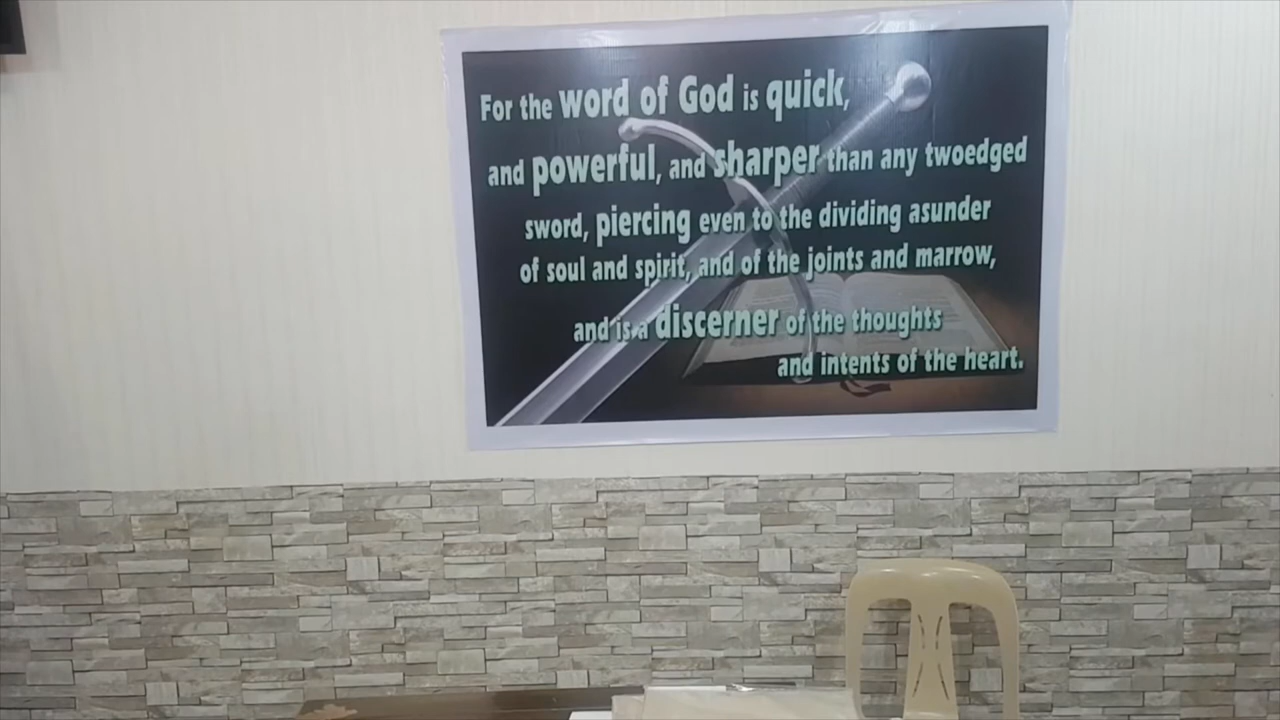 For the word of God is quick,
and powerful, and sharper than any twoedged
sword, piercing even to the dividing asunder
of soul and spirit, and of the joints and marrow,
and is a discerner of the thoughts
and intents of the heart.